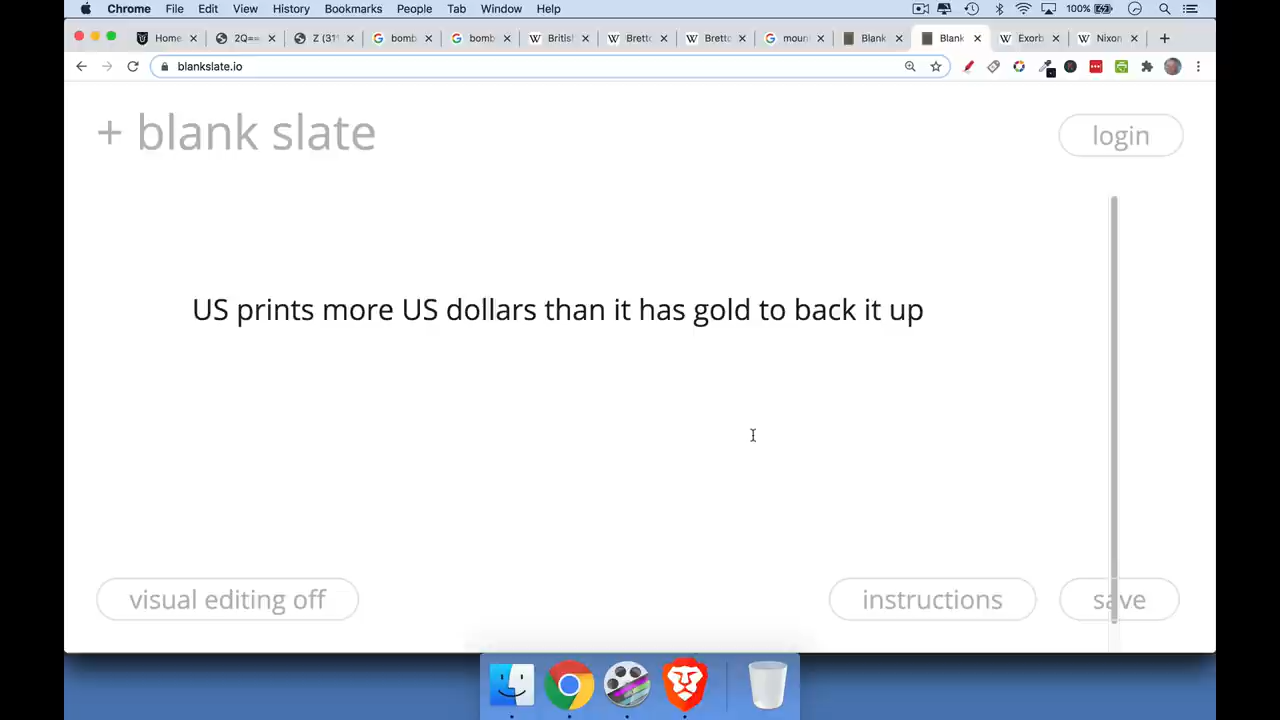 Chrome File Edit View History Bookmarks People Tab Window Help 100%
Home 2Q== Z (31 bomb bomb Britis Bretto Bretto moun Blank Blank Exorb Nixon
blankslate.io
+ blank slate
login
US prints more US dollars than it has gold to back it up
visual editing off
instructions
save